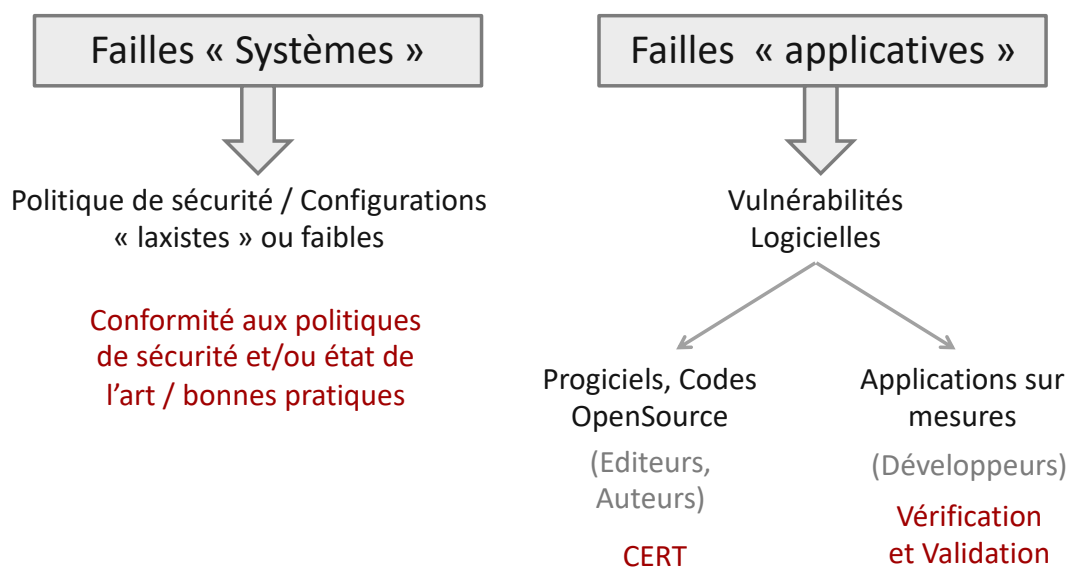 Failles « Systèmes »
Politique de sécurité / Configurations
« laxistes » ou faibles
Conformité aux politiques
de sécurité et/ou état de
l’art / bonnes pratiques
Failles « applicatives »
Vulnérabilités
Logicielles
Progiciels, Codes
OpenSource
(Editeurs,
Auteurs)
CERT
Applications sur
mesures
(Développeurs)
Vérification
et Validation